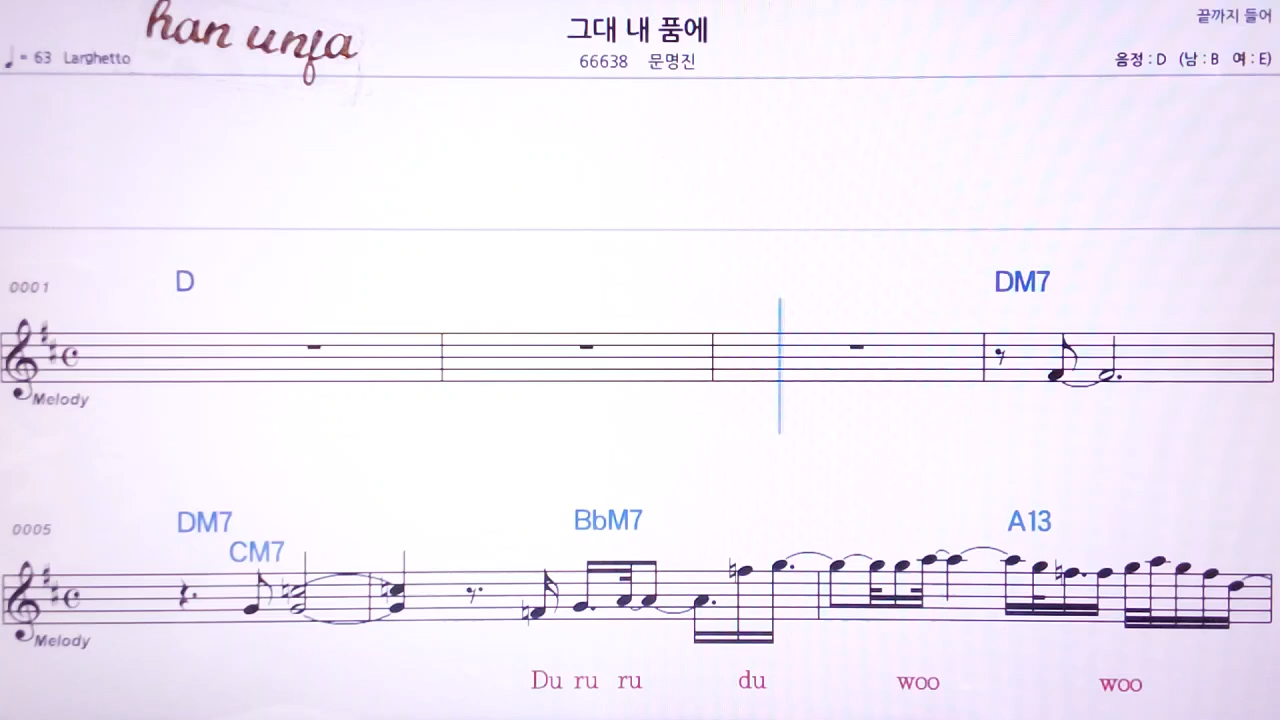 han unja
그대 내 품에
끝까지 들어
♩= 63 Larghetto
66638 문명진
음정 : D (남 : B 여 : E)
0001
D
DM7
Melody
0005
DM7
CM7
BbM7
A13
Melody
Du ru ru du woo woo